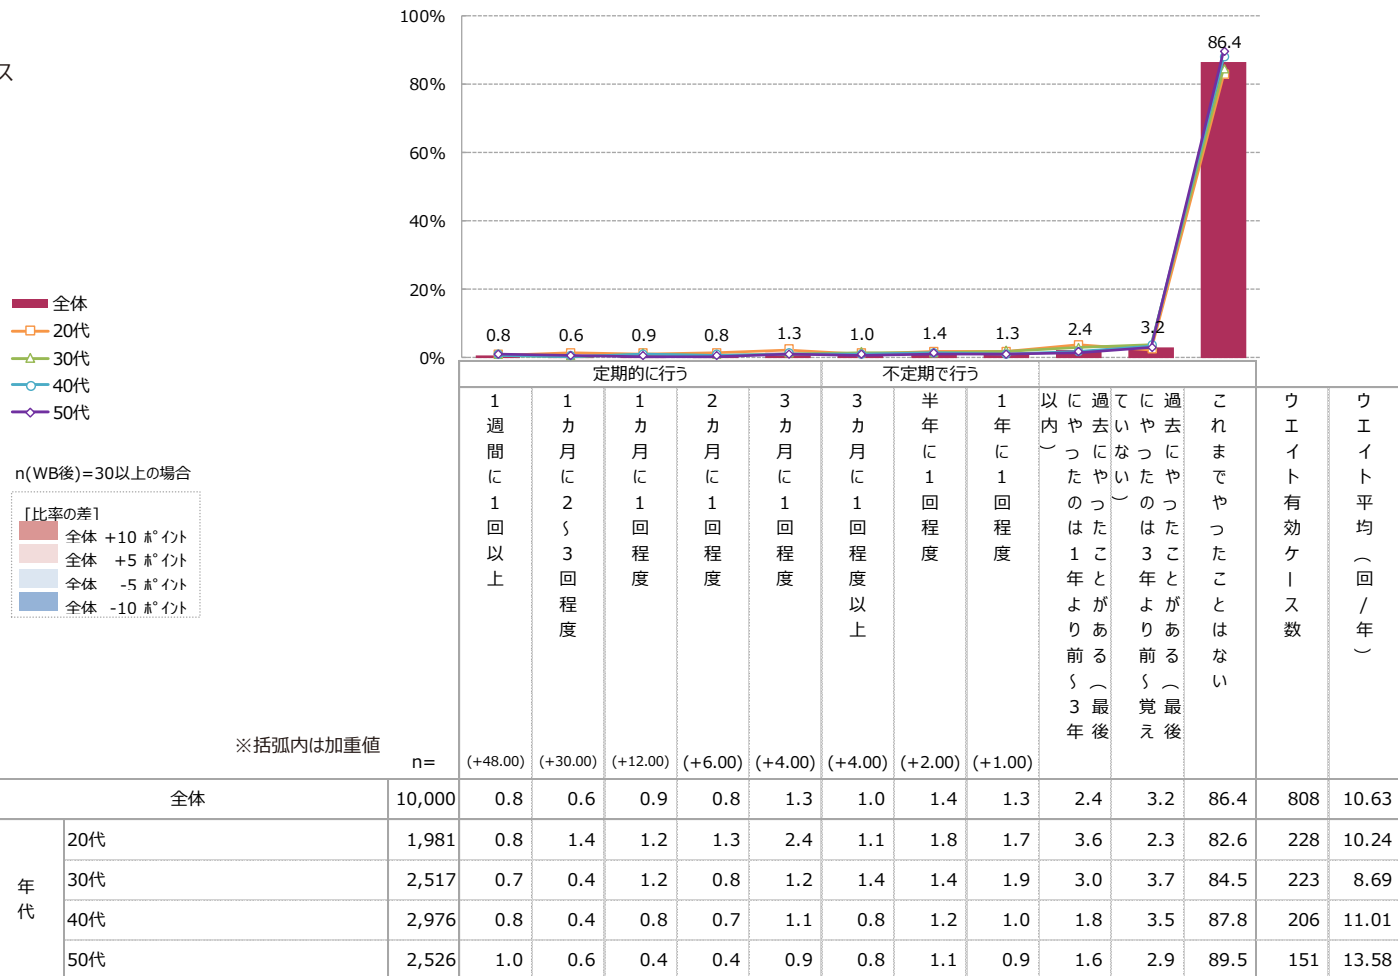 ス
100%
80%
60%
40%
20%
0%
0.8 0.6 0.9 0.8 1.3 1.0 1.4 1.3 2.4 3.2 86.4
全体
20代
30代
40代
50代
n(WB後)=30以上の場合
[比率の差]
全体 +10 ﾎﾟｲﾝﾄ
全体 +5 ﾎﾟｲﾝﾄ
全体 -5 ﾎﾟｲﾝﾄ
全体 -10 ﾎﾟｲﾝﾄ
※括弧内は加重値
n=
定期的に行う
不定期で行う
1週間に1回以上
(+48.00)
1カ月に2~3回程度
(+30.00)
1カ月に1回程度
(+12.00)
2カ月に1回程度
(+6.00)
3カ月に1回程度
(+4.00)
3カ月に1回程度以上
(+4.00)
半年に1回程度
(+2.00)
1年に1回程度
(+1.00)
過去にやったことがある（最後
にやったのは1年より前~3年
以内）
過去にやったことがある（最後
にやったのは3年より前~覚え
ていない）
これまでやったことはない
ウエイト有効ケース数
ウエイト平均（回/年）
全体 10,000 0.8 0.6 0.9 0.8 1.3 1.0 1.4 1.3 2.4 3.2 86.4 808 10.63
年代
20代 1,981 0.8 1.4 1.2 1.3 2.4 1.1 1.8 1.7 3.6 2.3 82.6 228 10.24
30代 2,517 0.7 0.4 1.2 0.8 1.2 1.4 1.4 1.9 3.0 3.7 84.5 223 8.69
40代 2,976 0.8 0.4 0.8 0.7 1.1 0.8 1.2 1.0 1.8 3.5 87.8 206 11.01
50代 2,526 1.0 0.6 0.4 0.4 0.9 0.8 1.1 0.9 1.6 2.9 89.5 151 13.58